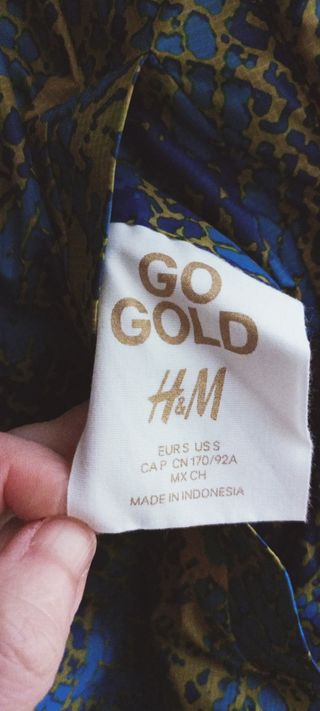 GO
GOLD
H&M
EUR S US S
CA P CN 170/92A
MX CH
MADE IN INDONESIA